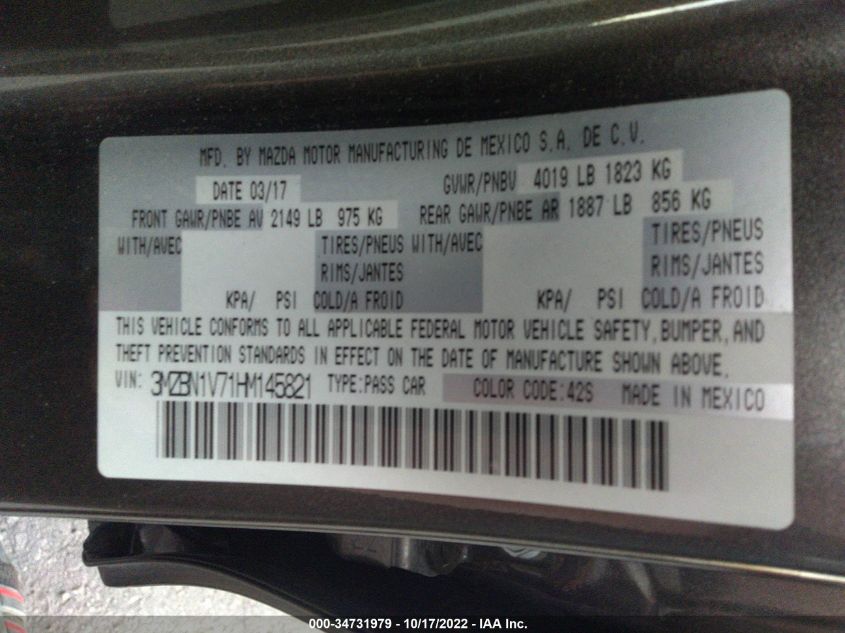 MFD. BY MAZDA MOTOR MANUFACTURING DE MEXICO S.A. DE C.V.
DATE 03/17 GVWR/PNBV 4019 LB 1823 KG
FRONT GAWR/PNBE AV 2149 LB 975 KG REAR GAWR/PNBE AR 1887 LB 856 KG
WITH/AVEC TIRES/PNEUS WITH/AVEC TIRES/PNEUS
RIMS/JANTES RIMS/JANTES
KPA/ PSI COLD/A FROID KPA/ PSI COLD/A FROID
THIS VEHICLE CONFORMS TO ALL APPLICABLE FEDERAL MOTOR VEHICLE SAFETY, BUMPER, AND
THEFT PREVENTION STANDARDS IN EFFECT ON THE DATE OF MANUFACTURE SHOWN ABOVE.
VIN: 3MZBN1V71HM145821 TYPE:PASS CAR COLOR CODE:42S MADE IN MEXICO
000-34731979 - 10/17/2022 - IAA Inc.